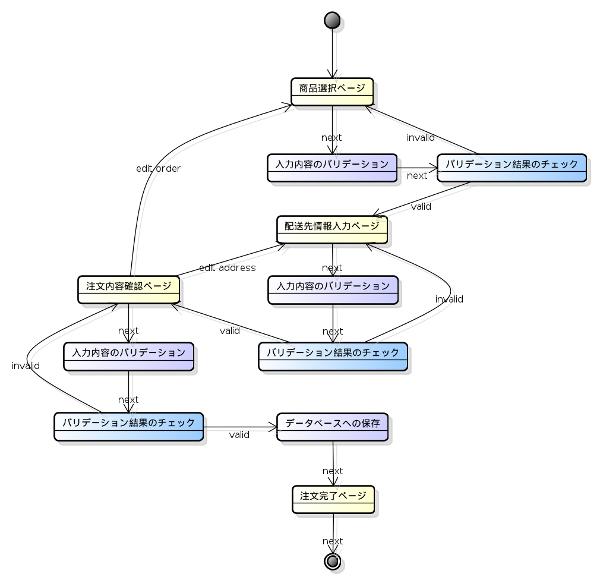 商品選択ページ
next
invalid
edit order
入力内容のバリデーション
next
バリデーション結果のチェック
valid
配送先情報入力ページ
edit address
next
注文内容確認ページ
入力内容のバリデーション
invalid
next
valid
next
invalid
入力内容のバリデーション
バリデーション結果のチェック
next
バリデーション結果のチェック
valid
データベースへの保存
next
注文完了ページ
next